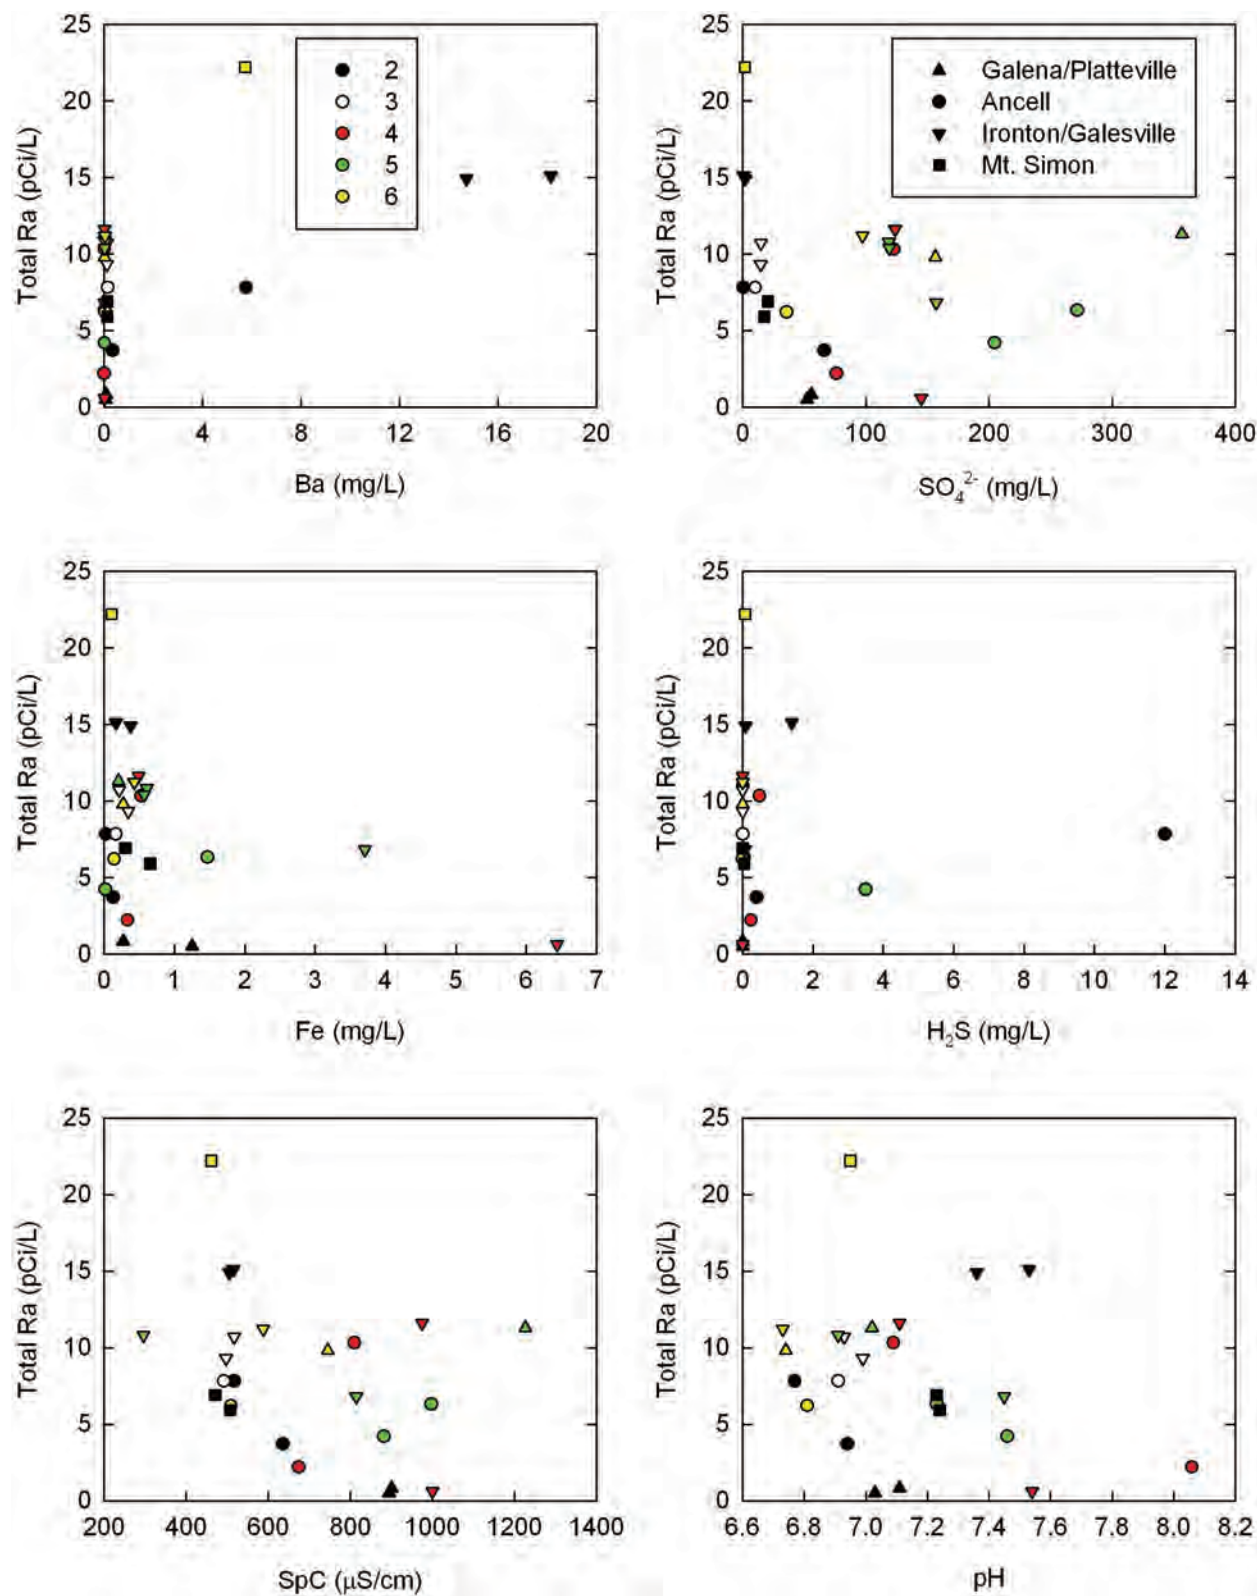 25
20
15
10
5
0
Total Ra (pCi/L)
2
3
4
5
6
0 4 8 12 16 20
Ba (mg/L)
25
20
15
10
5
0
Total Ra (pCi/L)
Galena/Platteville
Ancell
Ironton/Galesville
Mt. Simon
0 100 200 300 400
SO₄²⁻ (mg/L)
25
20
15
10
5
0
Total Ra (pCi/L)
0 1 2 3 4 5 6 7
Fe (mg/L)
25
20
15
10
5
0
Total Ra (pCi/L)
0 2 4 6 8 10 12 14
H₂S (mg/L)
25
20
15
10
5
0
Total Ra (pCi/L)
200 400 600 800 1000 1200 1400
SpC (μS/cm)
25
20
15
10
5
0
Total Ra (pCi/L)
6.6 6.8 7.0 7.2 7.4 7.6 7.8 8.0 8.2
pH